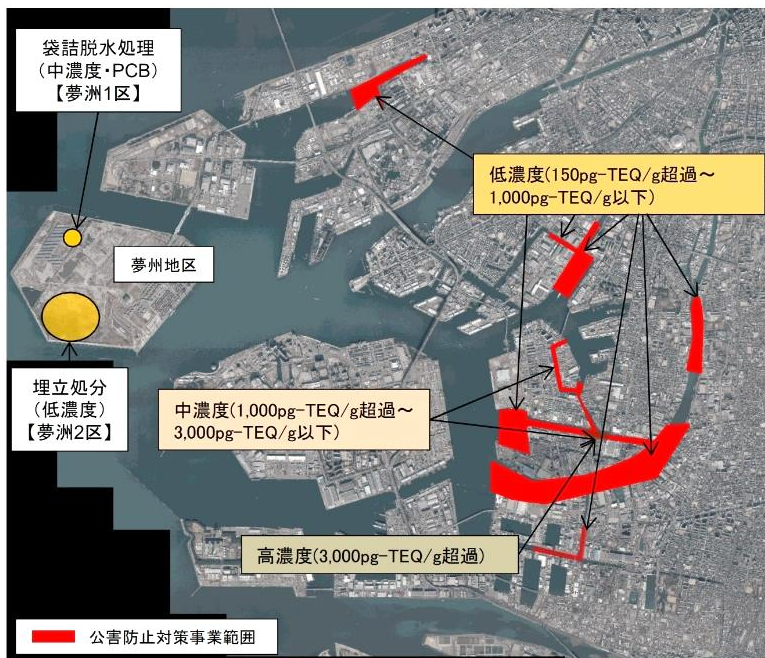 袋詰脱水処理
（中濃度・PCB）
【夢洲1区】
低濃度（150pg-TEQ/g超過～
1,000pg-TEQ/g以下）
夢州地区
埋立処分
（低濃度）
【夢洲2区】
中濃度（1,000pg-TEQ/g超過～
3,000pg-TEQ/g以下）
高濃度（3,000pg-TEQ/g超過）
公害防止対策事業範囲